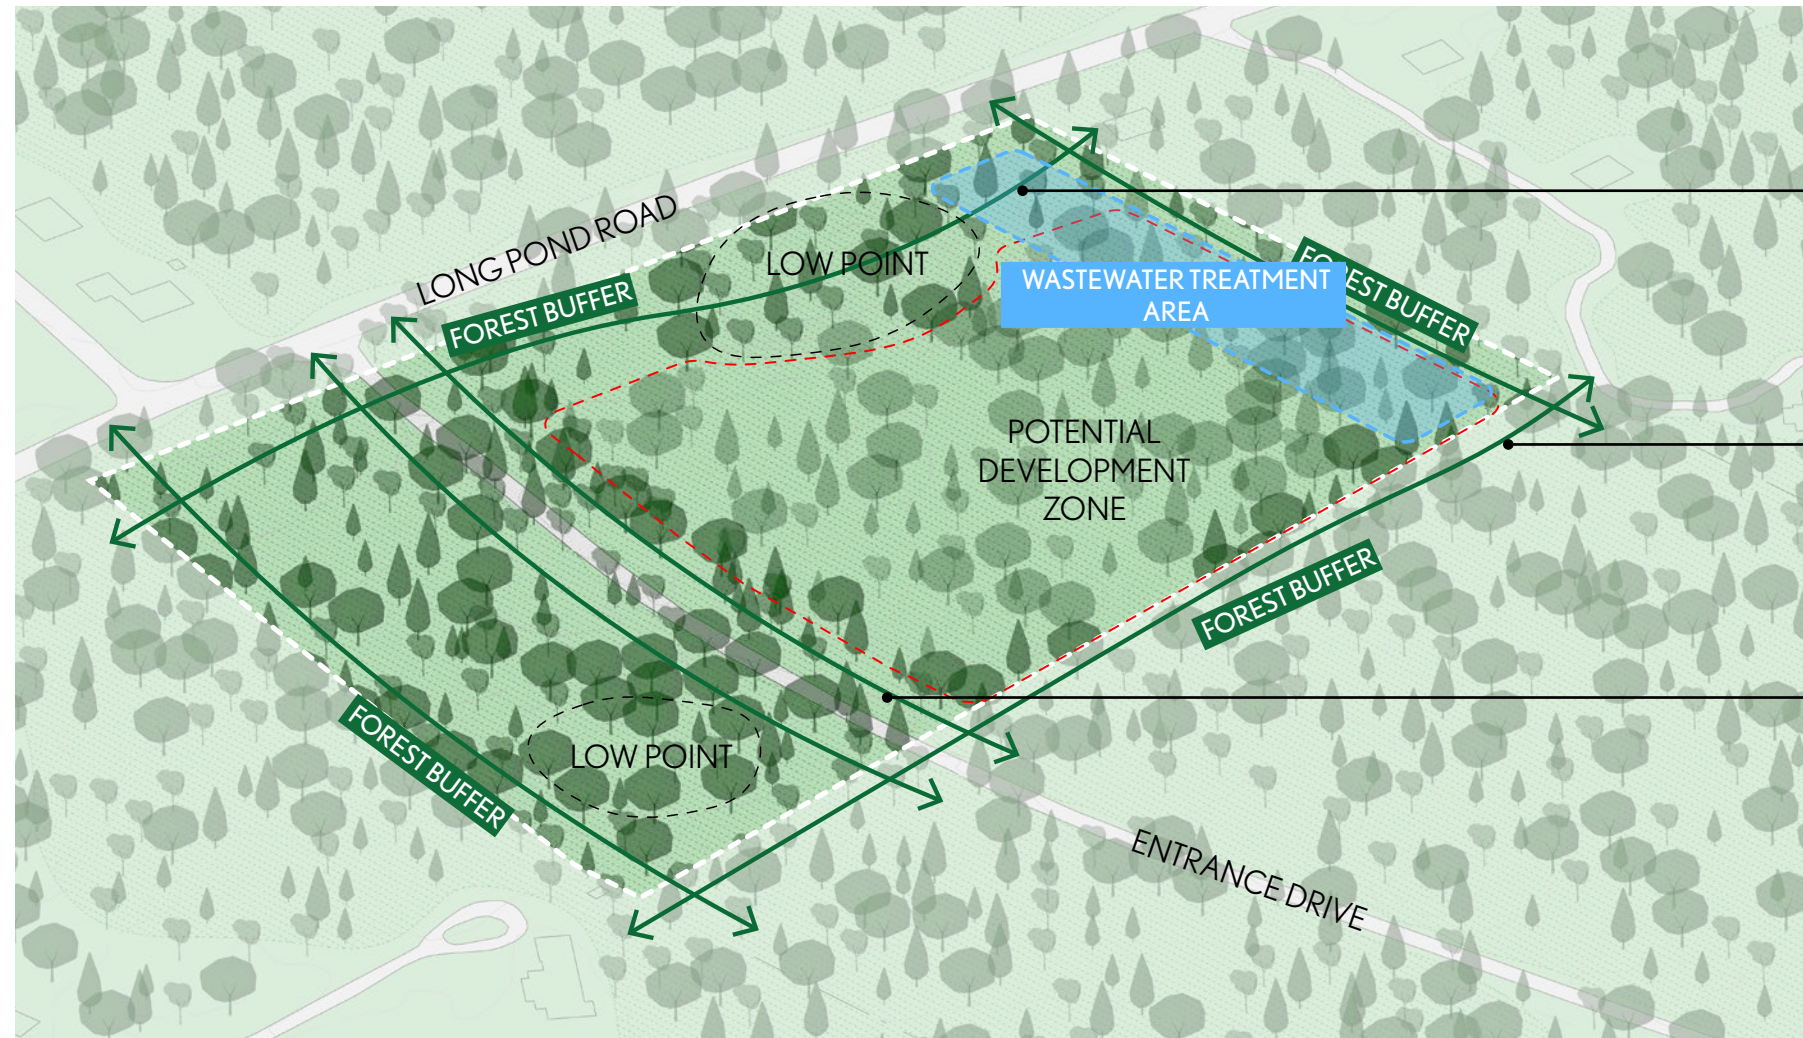 LONG POND ROAD
FOREST BUFFER
LOW POINT
WASTEWATER TREATMENT
AREA
FOREST BUFFER
POTENTIAL
DEVELOPMENT
ZONE
FOREST BUFFER
FOREST BUFFER
LOW POINT
ENTRANCE DRIVE